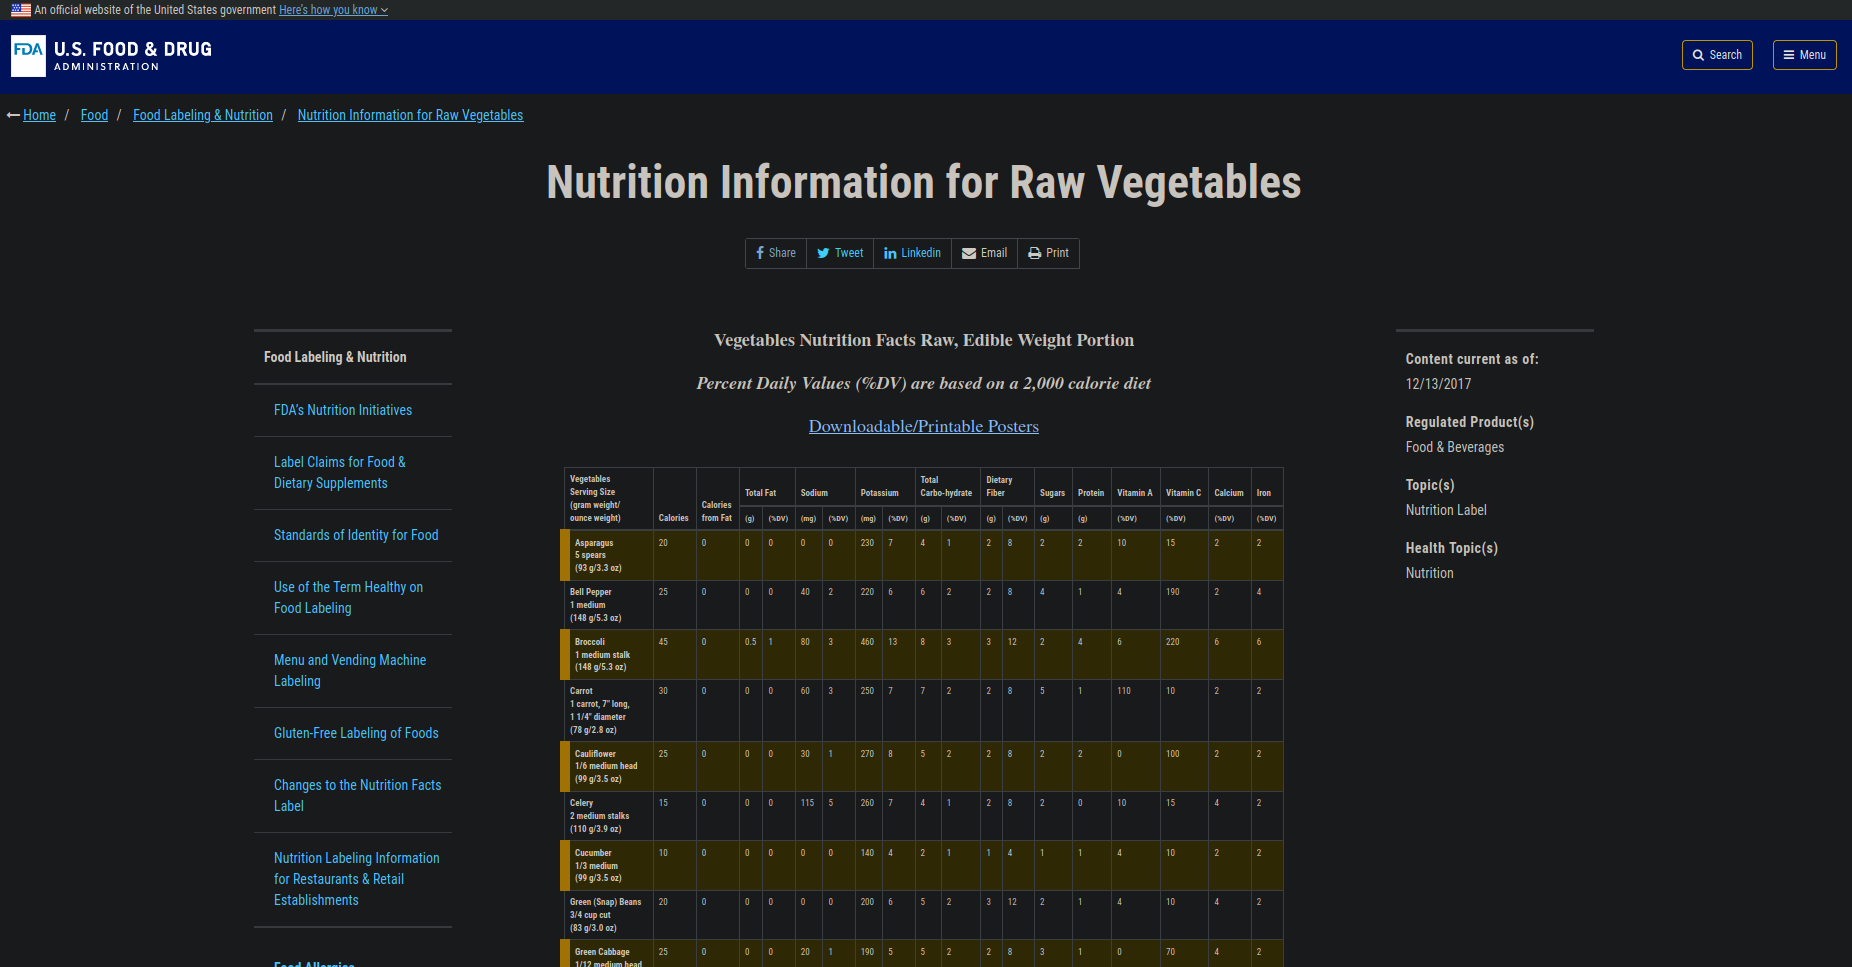 An official website of the United States government Here's how you know
FDA U.S. FOOD & DRUG
ADMINISTRATION
Search
Menu
Home / Food / Food Labeling & Nutrition / Nutrition Information for Raw Vegetables
Nutrition Information for Raw Vegetables
Share
Tweet
Linkedin
Email
Print
Food Labeling & Nutrition
FDA's Nutrition Initiatives
Label Claims for Food &
Dietary Supplements
Standards of Identity for Food
Use of the Term Healthy on
Food Labeling
Menu and Vending Machine
Labeling
Gluten-Free Labeling of Foods
Changes to the Nutrition Facts
Label
Nutrition Labeling Information
for Restaurants & Retail
Establishments
Food Allergies
Vegetables Nutrition Facts Raw, Edible Weight Portion
Percent Daily Values (%DV) are based on a 2,000 calorie diet
Downloadable/Printable Posters
Vegetables
Serving Size
(gram weight/
ounce weight)
Calories
Calories
from Fat
Total Fat
Sodium
Potassium
Total
Carbo-hydrate
Dietary
Fiber
Sugars
Protein
Vitamin A
Vitamin C
Calcium
Iron
(g) (%DV) (mg) (%DV) (mg) (%DV) (g) (%DV) (g) (%DV) (g) (g) (%DV) (%DV) (%DV) (%DV)
Asparagus 20 0 0 0 0 0 230 7 4 1 2 8 2 2 10 15 2 2
5 spears
(93 g/3.3 oz)
Bell Pepper 25 0 0 0 40 2 220 6 6 2 2 8 4 1 4 190 2 4
1 medium
(148 g/5.3 oz)
Broccoli 45 0 0.5 1 80 3 460 13 8 3 3 12 2 4 6 220 6 6
1 medium stalk
(148 g/5.3 oz)
Carrot 30 0 0 0 60 3 250 7 7 2 2 8 5 1 110 10 2 2
1 carrot, 7" long,
1 1/4" diameter
(78 g/2.8 oz)
Cauliflower 25 0 0 0 30 1 270 8 5 2 2 8 2 2 0 100 2 2
1/6 medium head
(99 g/3.5 oz)
Celery 15 0 0 0 115 5 260 7 4 1 2 8 2 0 10 15 4 2
2 medium stalks
(110 g/3.9 oz)
Cucumber 10 0 0 0 0 0 140 4 2 1 1 4 1 1 4 10 2 2
1/3 medium
(99 g/3.5 oz)
Green (Snap) Beans 20 0 0 0 0 0 200 6 5 2 3 12 2 1 4 10 4 2
3/4 cup cut
(83 g/3.0 oz)
Green Cabbage 25 0 0 0 20 1 190 5 5 2 2 8 3 1 0 70 4 2
1/12 medium head
Content current as of:
12/13/2017
Regulated Product(s)
Food & Beverages
Topic(s)
Nutrition Label
Health Topic(s)
Nutrition